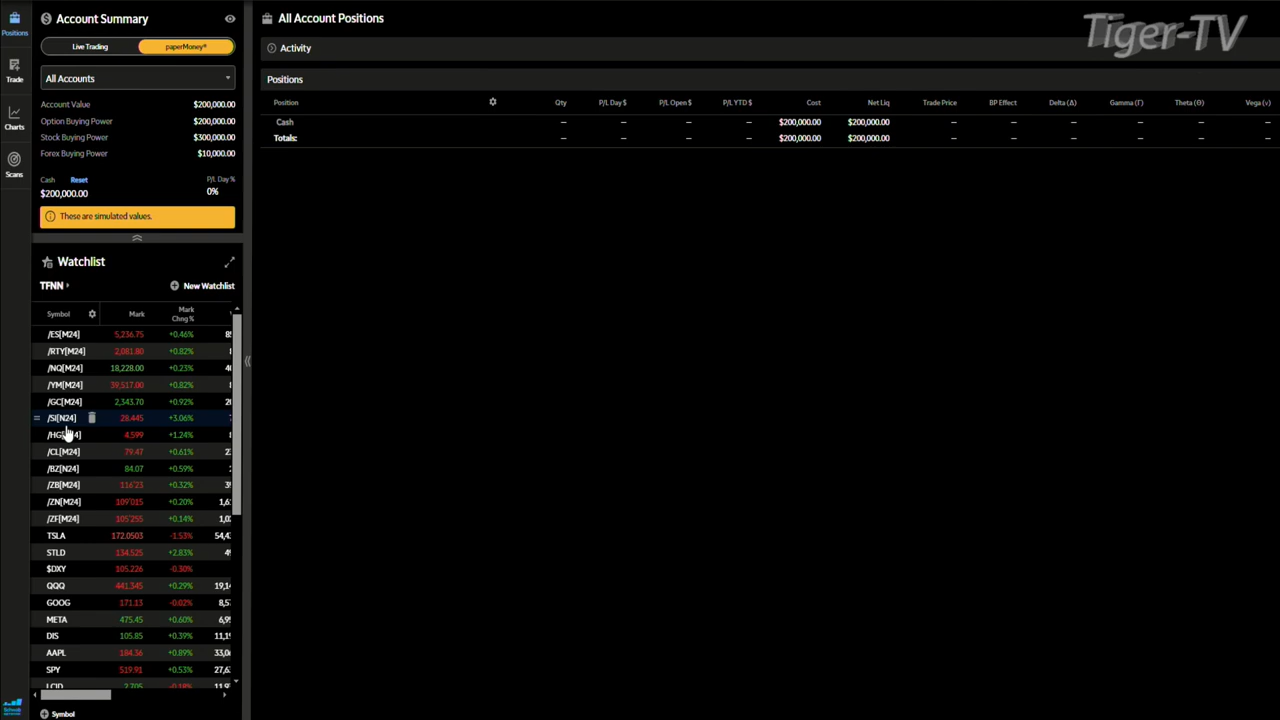 Positions
Trade
Charts
Scans
Account Summary
Live Trading paperMoney®
All Accounts
Account Value $200,000.00
Option Buying Power $200,000.00
Stock Buying Power $300,000.00
Forex Buying Power $10,000.00
Cash Reset P/L Day %
$200,000.00 0%
These are simulated values.
Watchlist
TFNN New Watchlist
Symbol Mark Mark Chng %
/ES[M24] 5,236.75 +0.46%
/RTY[M24] 2,081.80 +0.82%
/NQ[M24] 18,228.00 +0.23%
/YM[M24] 39,517.00 +0.82%
/GC[M24] 2,343.70 +0.92%
/SI[N24] 28.445 +3.06%
4.599 +1.24%
/CL[M24] 79.47 +0.61%
/BZ[N24] 84.07 +0.59%
/ZB[M24] 116'23 +0.32%
/ZN[M24] 109'015 +0.20%
/ZF[M24] 105'255 +0.14%
TSLA 172.0503 -1.53%
STLD 134.525 +2.83%
$DXY 105.226 -0.30%
QQQ 441.345 +0.29%
GOOG 171.13 -0.02%
META 475.45 +0.60%
DIS 105.85 +0.39%
AAPL 184.36 +0.89%
SPY 519.91 +0.53%
LCID 2.705 -0.18%
Symbol
All Account Positions
Tiger-TV
Activity
Positions
Position Qty P/L Day $ P/L Open $ P/L YTD $ Cost Net Liq Trade Price BP Effect Delta (Δ) Gamma (Γ) Theta (Θ) Vega (ν)
Cash – – – – $200,000.00 $200,000.00 – – – – – –
Totals: – – – $200,000.00 $200,000.00 – – – – – –